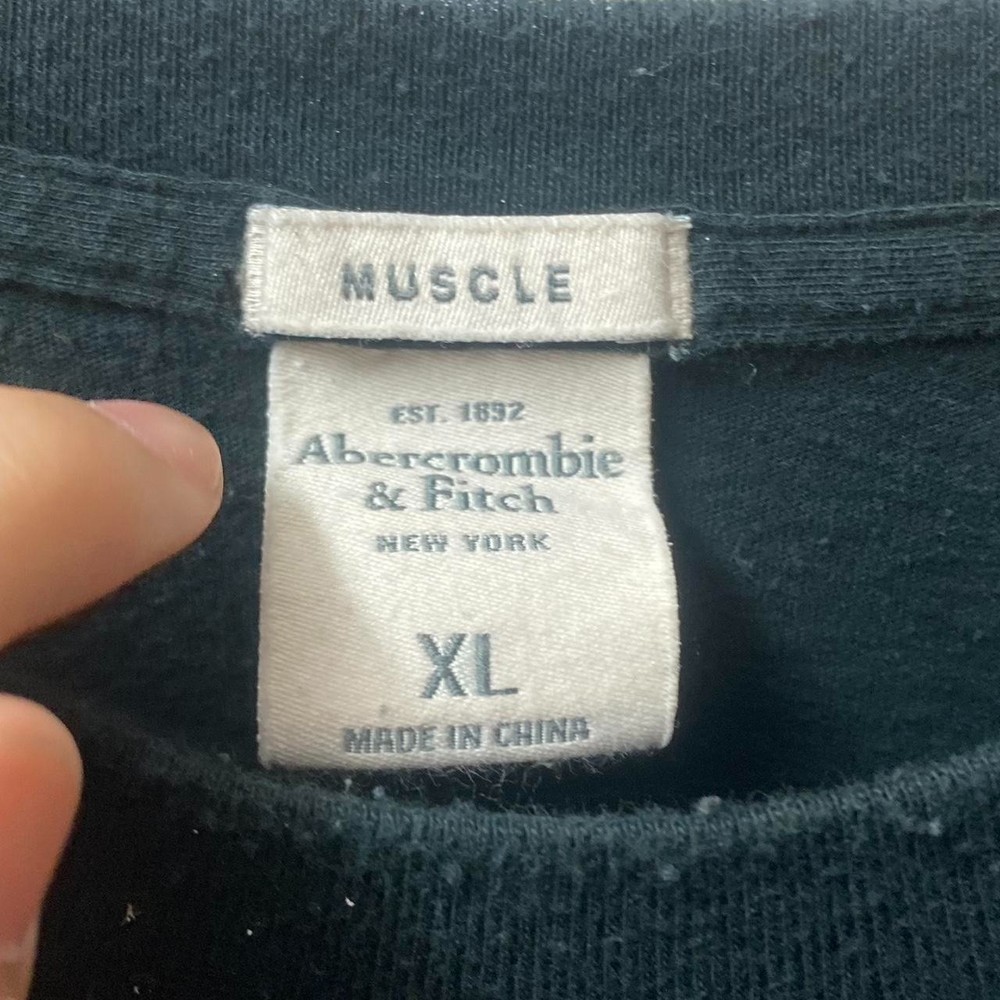 MUSCLE
EST. 1892
Abercrombie
& Fitch
NEW YORK
XL
MADE IN CHINA